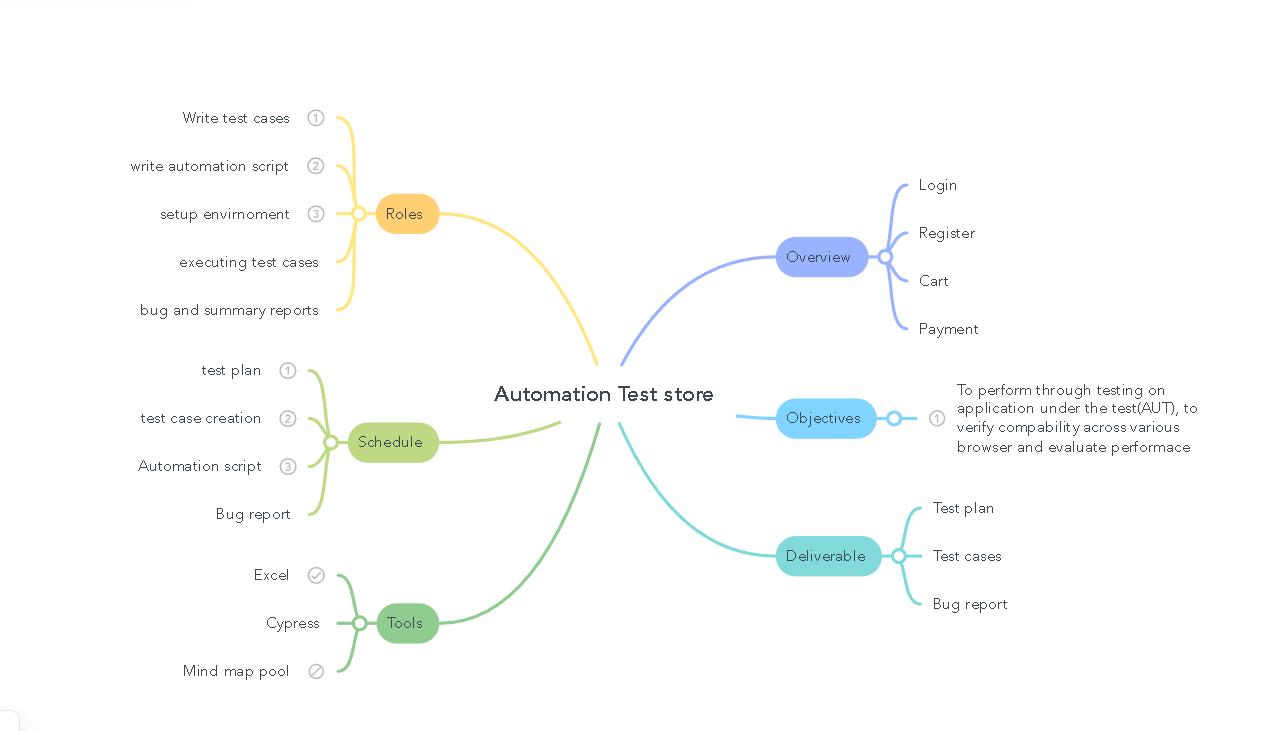 Write test cases 1
write automation script 2
setup envirnoment 3
executing test cases
bug and summary reports
Roles
test plan 1
test case creation 2
Automation script 3
Bug report
Schedule
Excel
Cypress
Mind map pool
Tools
Automation Test store
Overview
Login
Register
Cart
Payment
Objectives
1
To perform through testing on
application under the test(AUT), to
verify compability across various
browser and evaluate performace
Deliverable
Test plan
Test cases
Bug report